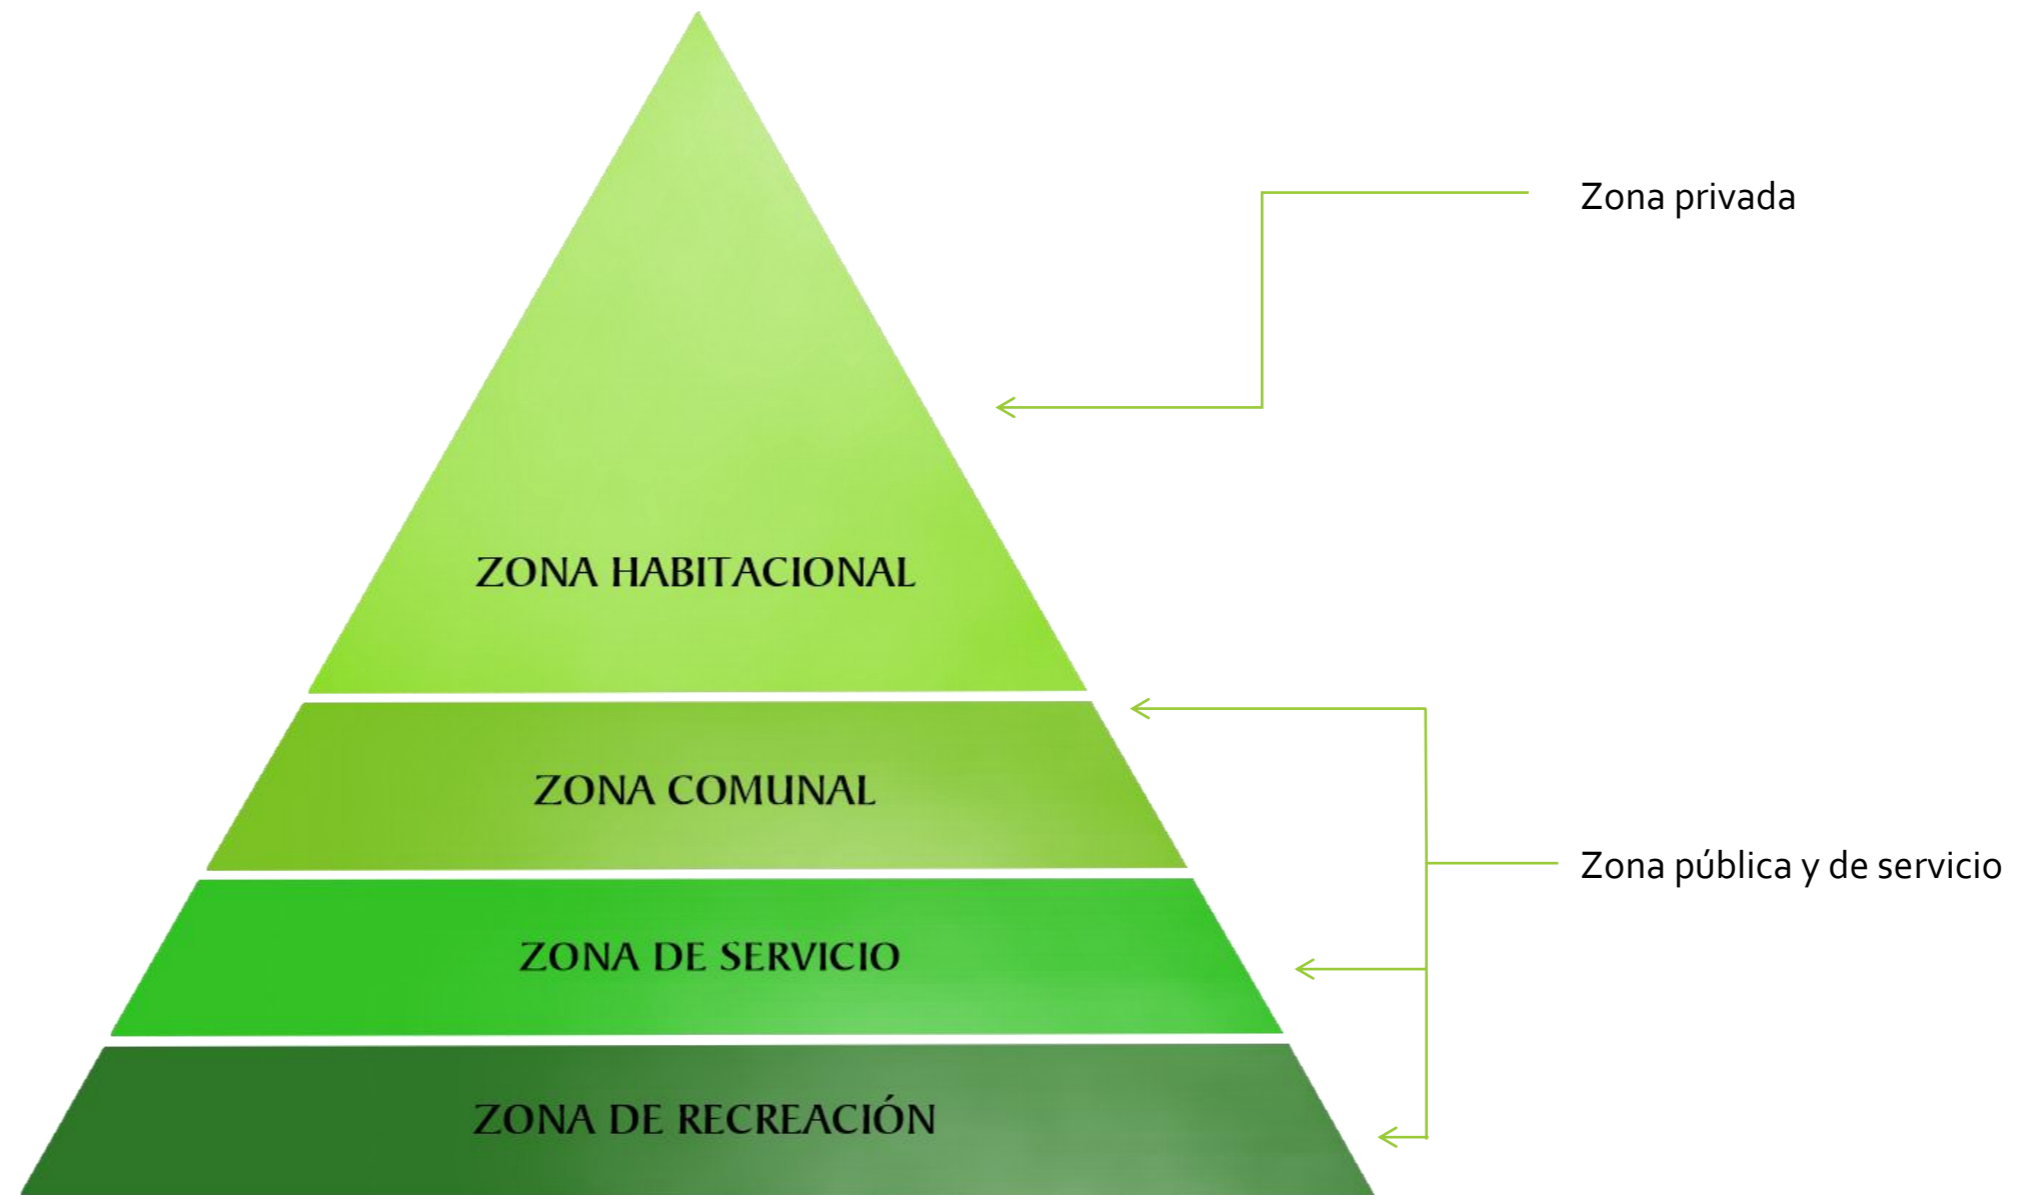 Zona privada
ZONA HABITACIONAL
ZONA COMUNAL
Zona pública y de servicio
ZONA DE SERVICIO
ZONA DE RECREACIÓN